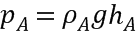 p_A = ρ_A g h_A